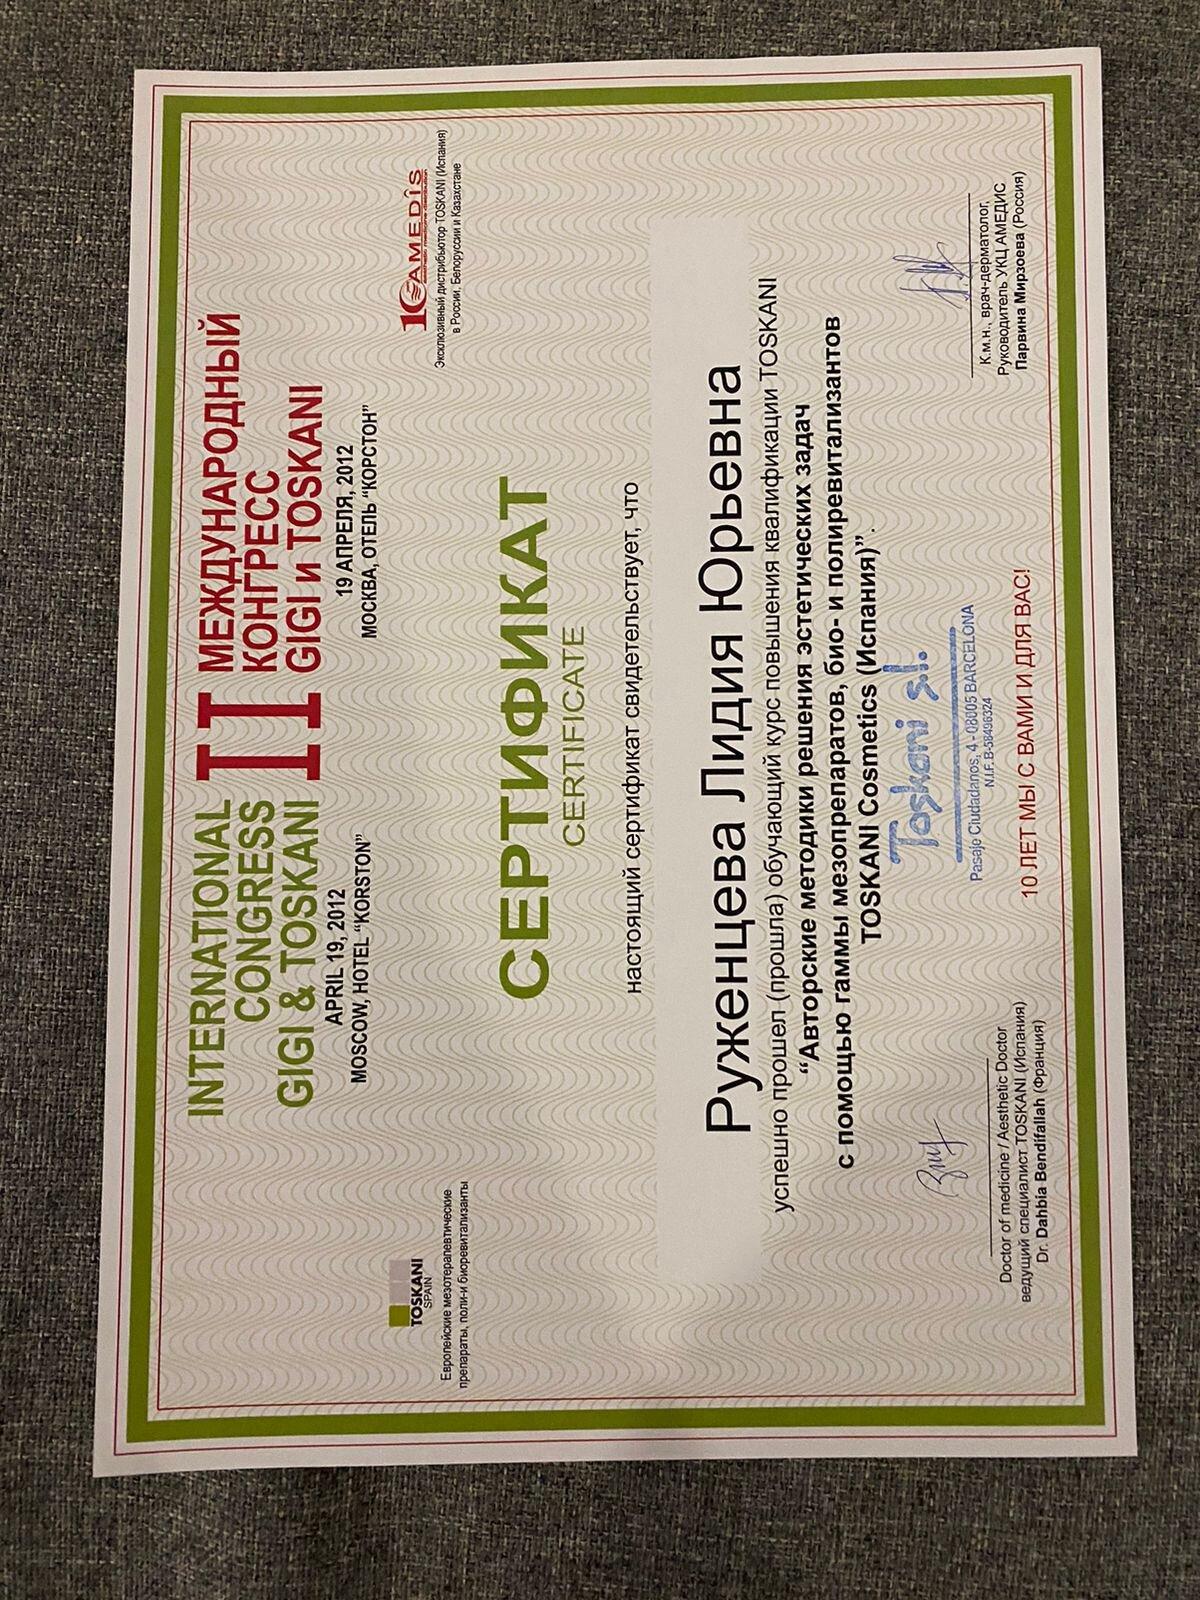 INTERNATIONAL
CONGRESS
GIGI & TOSKANI
APRIL 19, 2012
MOSCOW, HOTEL “KORSTON”
II
МЕЖДУНАРОДНЫЙ
КОНГРЕСС
GIGI и TOSKANI
19 АПРЕЛЯ, 2012
МОСКВА, ОТЕЛЬ “КОРСТОН”
TOSKANI
SPAIN
Европейские мезотерапевтические
препараты, поли-и биоревитализанты
10 AMEDIS
aesthetic medicine distribution
Эксклюзивный дистрибьютор TOSKANI (Испания)
в России, Белоруссии и Казахстане
СЕРТИФИКАТ
CERTIFICATE
настоящий сертификат свидетельствует, что
Руженцева Лидия Юрьевна
успешно прошел (прошла) обучающий курс повышения квалификации TOSKANI
“Авторские методики решения эстетических задач
с помощью гаммы мезопрепаратов, био- и полиревитализантов
TOSKANI Cosmetics (Испания)”.
Toskani s.l.
Pasaje Ciudadanos, 4 - 08005 BARCELONA
N.I.F. B-58496324
Doctor of medicine / Aesthetic Doctor
ведущий специалист TOSKANI (Испания)
Dr. Dahbia Bendifallah (Франция)
10 ЛЕТ МЫ С ВАМИ И ДЛЯ ВАС!
К.м.н., врач-дерматолог,
Руководитель УКЦ АМЕДИС
Парвина Мирзоева (Россия)